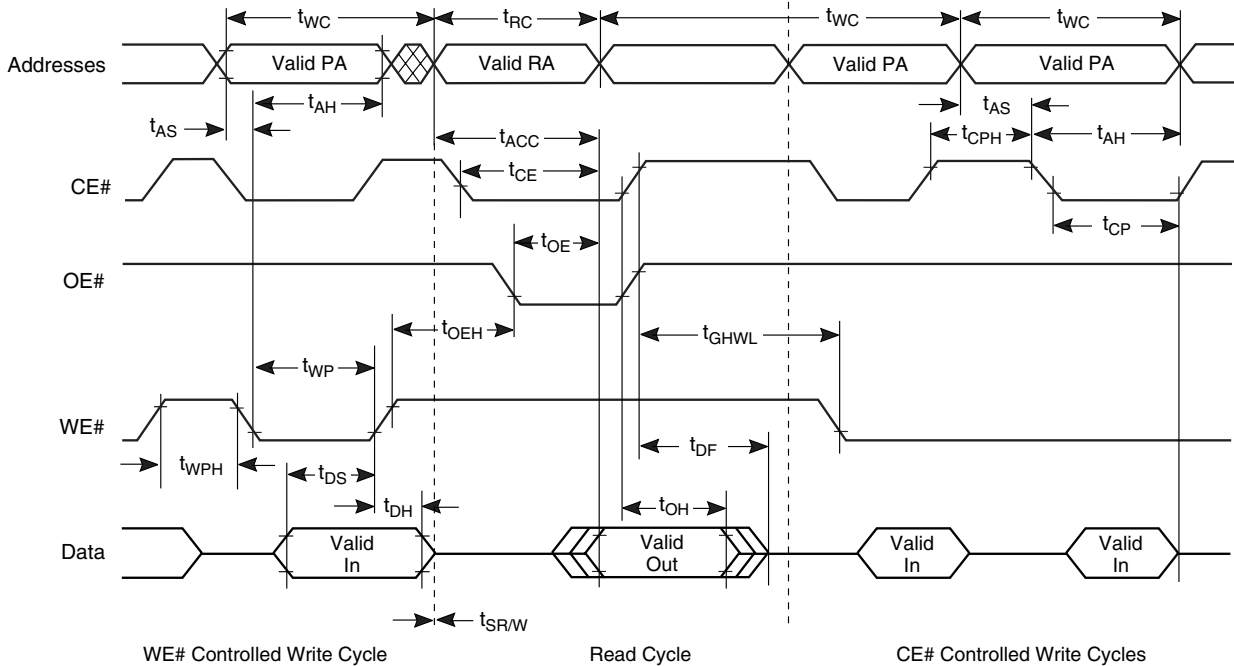 tWC
tRC
tWC
tWC
Addresses
Valid PA
Valid RA
Valid PA
Valid PA
tAH
tAS
tAS
tACC
tCPH
tAH
tCE
CE#
tCP
tOE
OE#
tOEH
tGHWL
tWP
WE#
tWPH
tDS
tDF
tDH
tOH
Data
Valid
In
Valid
Out
Valid
In
Valid
In
tSR/W
WE# Controlled Write Cycle
Read Cycle
CE# Controlled Write Cycles